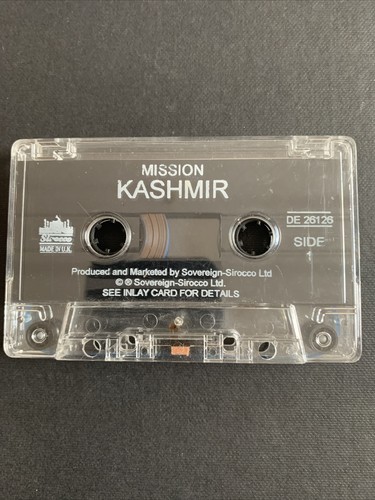 MISSION
KASHMIR
DE 26126
SIDE
Sirocco
MADE IN U.K.
Produced and Marketed by Sovereign-Sirocco Ltd
© ℗ Sovereign-Sirocco Ltd.
SEE INLAY CARD FOR DETAILS